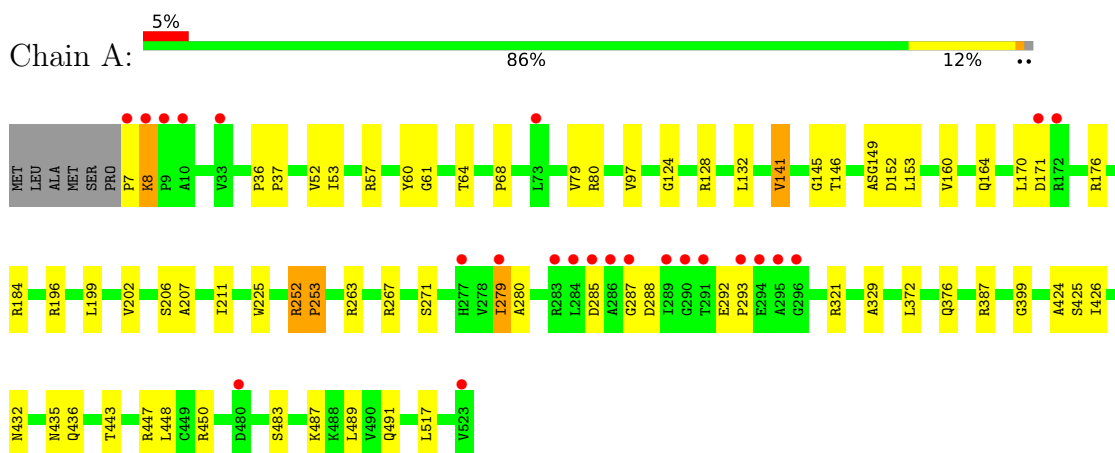 5%
Chain A:
86% 12% ••
MET LEU ALA MET SER PRO P7 K8 P9 A10 V33 P36 P37 V52 I53 R57 Y60 G61 T64 P68 L73 V79 R80 V97 G124 R128 L132 V141 G145 T146 ASG149 D152 L153 V160 Q164 L170 D171 R172 R176
R184 R196 L199 V202 S206 A207 I211 W225 R252 P253 R263 R267 S271 H277 V278 I279 A280 R283 L284 D285 A286 G287 D288 I289 G290 T291 E292 P293 E294 A295 G296 R321 A329 L372 Q376 R387 G399 A424 S425 I426
N432 N435 Q436 T443 R447 L448 C449 R450 D480 S483 K487 K488 L489 V490 Q491 L517 V523